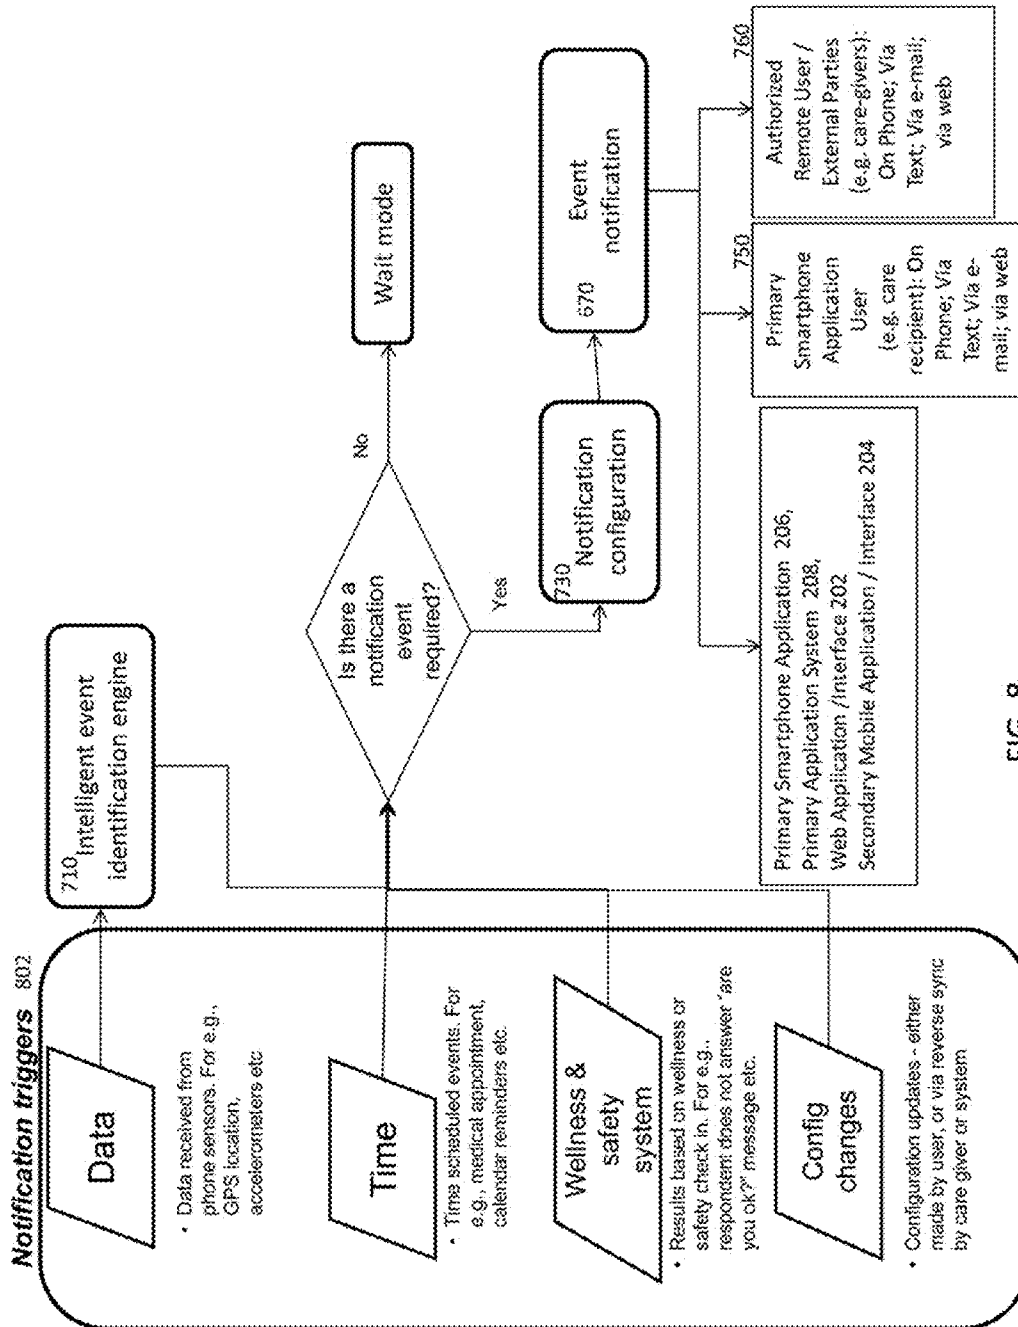 Notification triggers 802
Data
• Data received from
phone sensors. For e.g.,
GPS location,
accelerometers etc
Time
• Time scheduled events. For
e.g., medical appointment,
calendar reminders etc.
Wellness &
safety
system
• Results based on wellness or
safety check in. For e.g.,
respondent does not answer "are
you ok?" message etc.
Config
changes
• Configuration updates - either
made by user, or via reverse sync
by care giver or system
710 Intelligent event
identification engine
Is there a
notification
event
required?
No
Wait mode
Yes
730
Notification
configuration
670
Event
notification
Primary Smartphone Application 206,
Primary Application System 208,
Web Application /Interface 202
Secondary Mobile Application / Interface 204
750
Primary
Smartphone
Application
User
(e.g. care
recipient): On
Phone; Via
Text; Via e-
mail; via web
760
Authorized
Remote User /
External Parties
(e.g. care-givers):
On Phone; Via
Text; Via e-mail;
via web